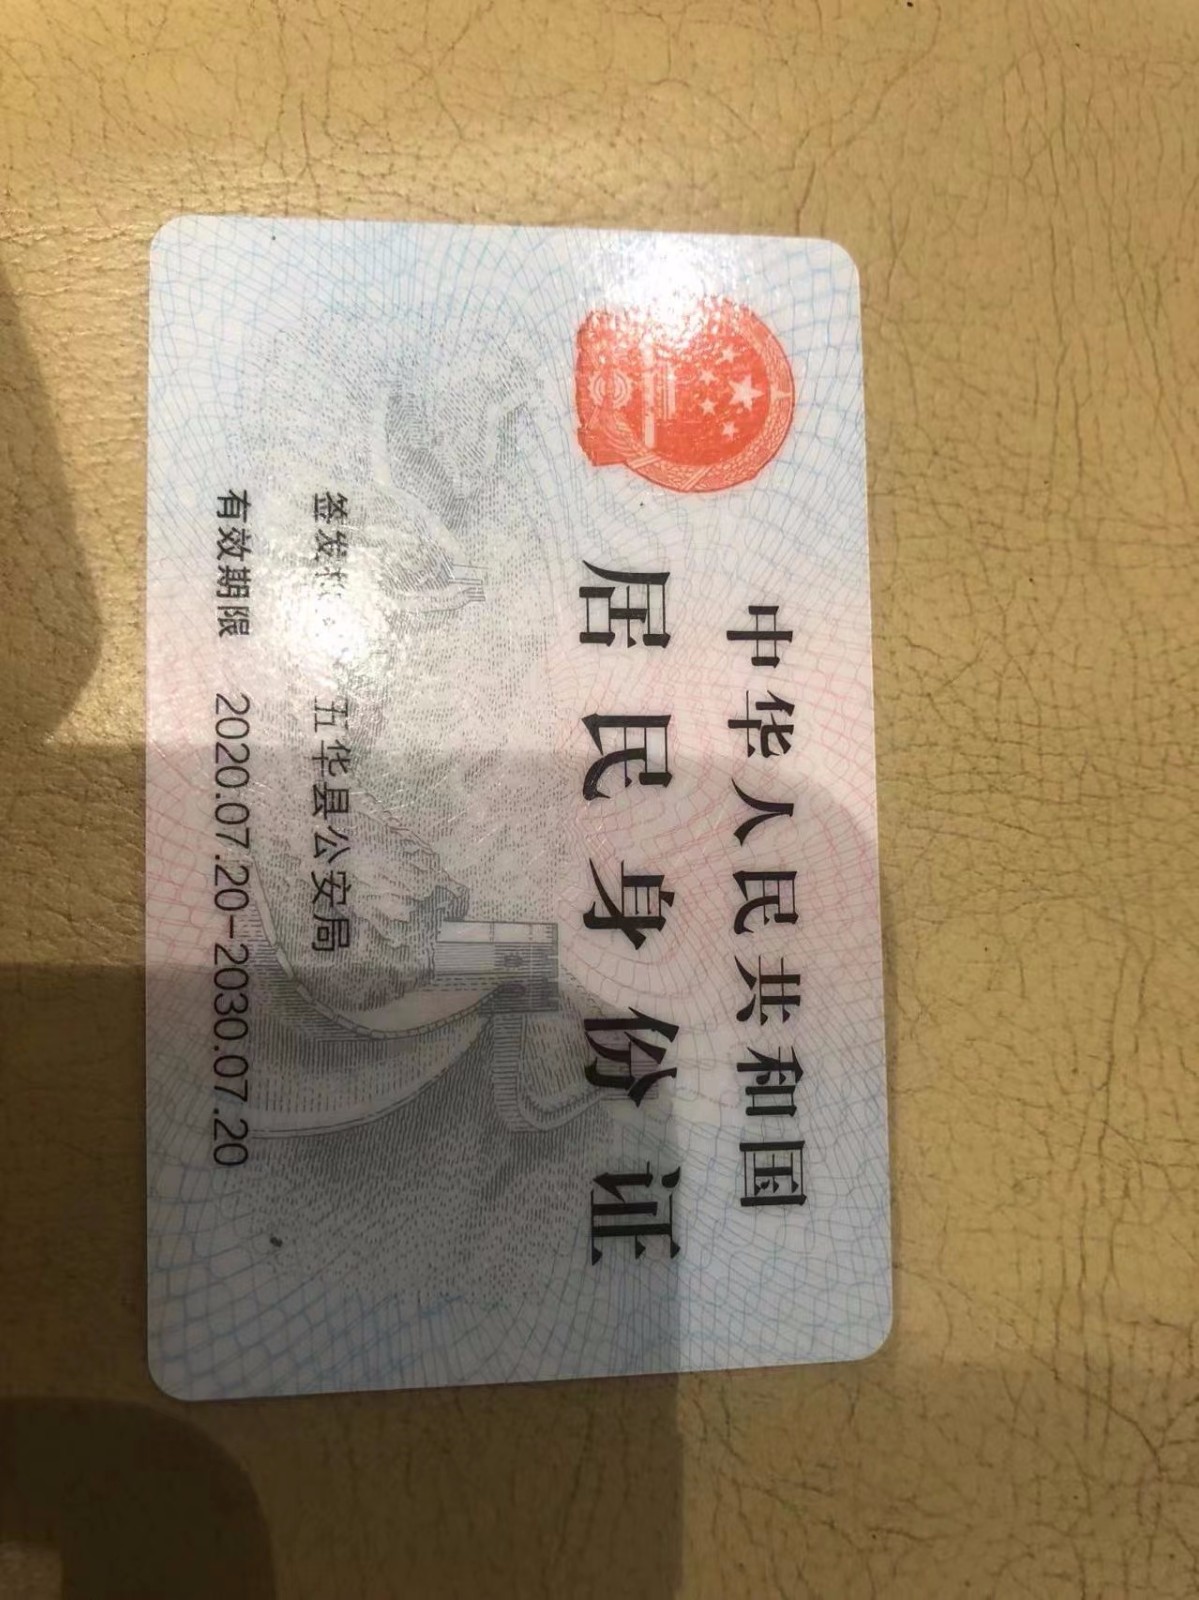 中华人民共和国
居民身份证
签发 五华县公安局
有效期限 2020.07.20-2030.07.20